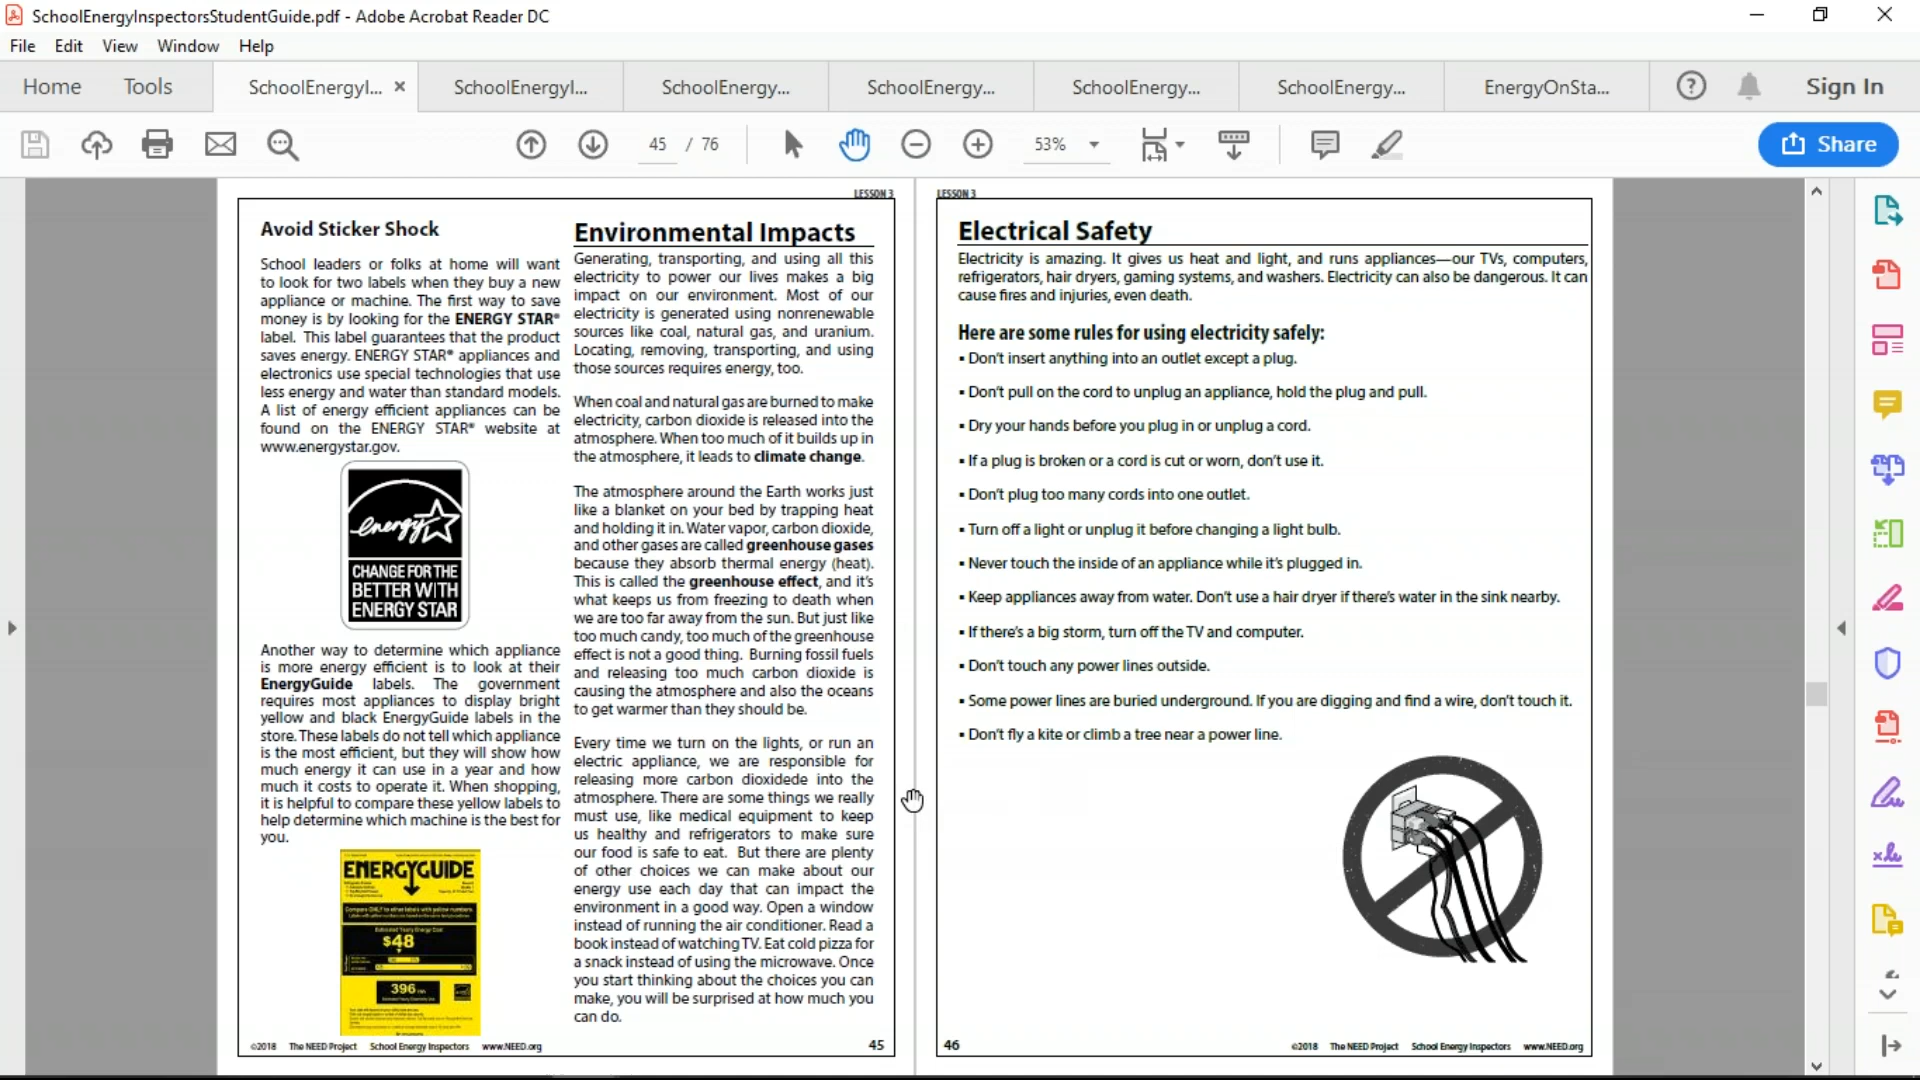 SchoolEnergyInspectorsStudentGuide.pdf - Adobe Acrobat Reader DC
File Edit View Window Help
Home Tools SchoolEnergyI... SchoolEnergyI... SchoolEnergy... SchoolEnergy... SchoolEnergy... SchoolEnergy... EnergyOnSta... Sign In
45 / 76 53% Share
LESSON 3
Avoid Sticker Shock
School leaders or folks at home will want
to look for two labels when they buy a new
appliance or machine. The first way to save
money is by looking for the ENERGY STAR®
label. This label guarantees that the product
saves energy. ENERGY STAR® appliances and
electronics use special technologies that use
less energy and water than standard models.
A list of energy efficient appliances can be
found on the ENERGY STAR® website at
www.energystar.gov.
energy
CHANGE FOR THE
BETTER WITH
ENERGY STAR
Another way to determine which appliance
is more energy efficient is to look at their
EnergyGuide labels. The government
requires most appliances to display bright
yellow and black EnergyGuide labels in the
store. These labels do not tell which appliance
is the most efficient, but they will show how
much energy it can use in a year and how
much it costs to operate it. When shopping,
it is helpful to compare these yellow labels to
help determine which machine is the best for
you.
ENERGYGUIDE
Compare ONLY to other labels with yellow numbers.
Estimated Yearly Energy Cost
$48
396
Estimated Yearly Electricity Use
Environmental Impacts
Generating, transporting, and using all this
electricity to power our lives makes a big
impact on our environment. Most of our
electricity is generated using nonrenewable
sources like coal, natural gas, and uranium.
Locating, removing, transporting, and using
those sources requires energy, too.
When coal and natural gas are burned to make
electricity, carbon dioxide is released into the
atmosphere. When too much of it builds up in
the atmosphere, it leads to climate change.
The atmosphere around the Earth works just
like a blanket on your bed by trapping heat
and holding it in. Water vapor, carbon dioxide,
and other gases are called greenhouse gases
because they absorb thermal energy (heat).
This is called the greenhouse effect, and it's
what keeps us from freezing to death when
we are too far away from the sun. But just like
too much candy, too much of the greenhouse
effect is not a good thing. Burning fossil fuels
and releasing too much carbon dioxide is
causing the atmosphere and also the oceans
to get warmer than they should be.
Every time we turn on the lights, or run an
electric appliance, we are responsible for
releasing more carbon dioxidede into the
atmosphere. There are some things we really
must use, like medical equipment to keep
us healthy and refrigerators to make sure
our food is safe to eat. But there are plenty
of other choices we can make about our
energy use each day that can impact the
environment in a good way. Open a window
instead of running the air conditioner. Read a
book instead of watching TV. Eat cold pizza for
a snack instead of using the microwave. Once
you start thinking about the choices you can
make, you will be surprised at how much you
can do.
©2018 The NEED Project School Energy Inspectors www.NEED.org 45
LESSON 3
Electrical Safety
Electricity is amazing. It gives us heat and light, and runs appliances—our TVs, computers,
refrigerators, hair dryers, gaming systems, and washers. Electricity can also be dangerous. It can
cause fires and injuries, even death.
Here are some rules for using electricity safely:
▪ Don't insert anything into an outlet except a plug.
▪ Don't pull on the cord to unplug an appliance, hold the plug and pull.
▪ Dry your hands before you plug in or unplug a cord.
▪ If a plug is broken or a cord is cut or worn, don't use it.
▪ Don't plug too many cords into one outlet.
▪ Turn off a light or unplug it before changing a light bulb.
▪ Never touch the inside of an appliance while it's plugged in.
▪ Keep appliances away from water. Don't use a hair dryer if there's water in the sink nearby.
▪ If there's a big storm, turn off the TV and computer.
▪ Don't touch any power lines outside.
▪ Some power lines are buried underground. If you are digging and find a wire, don't touch it.
▪ Don't fly a kite or climb a tree near a power line.
46 ©2018 The NEED Project School Energy Inspectors www.NEED.org